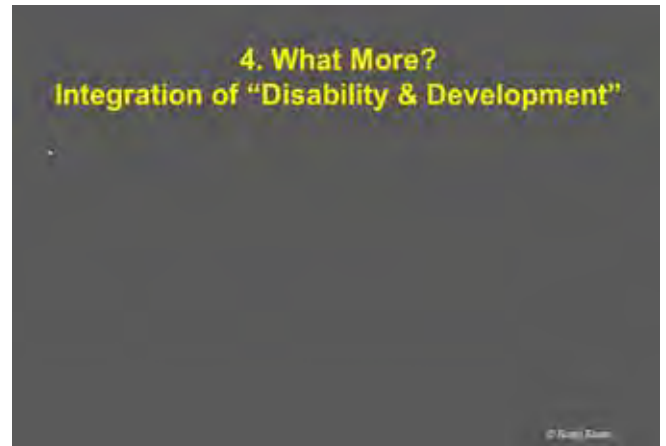 4. What More?
Integration of “Disability & Development”
©